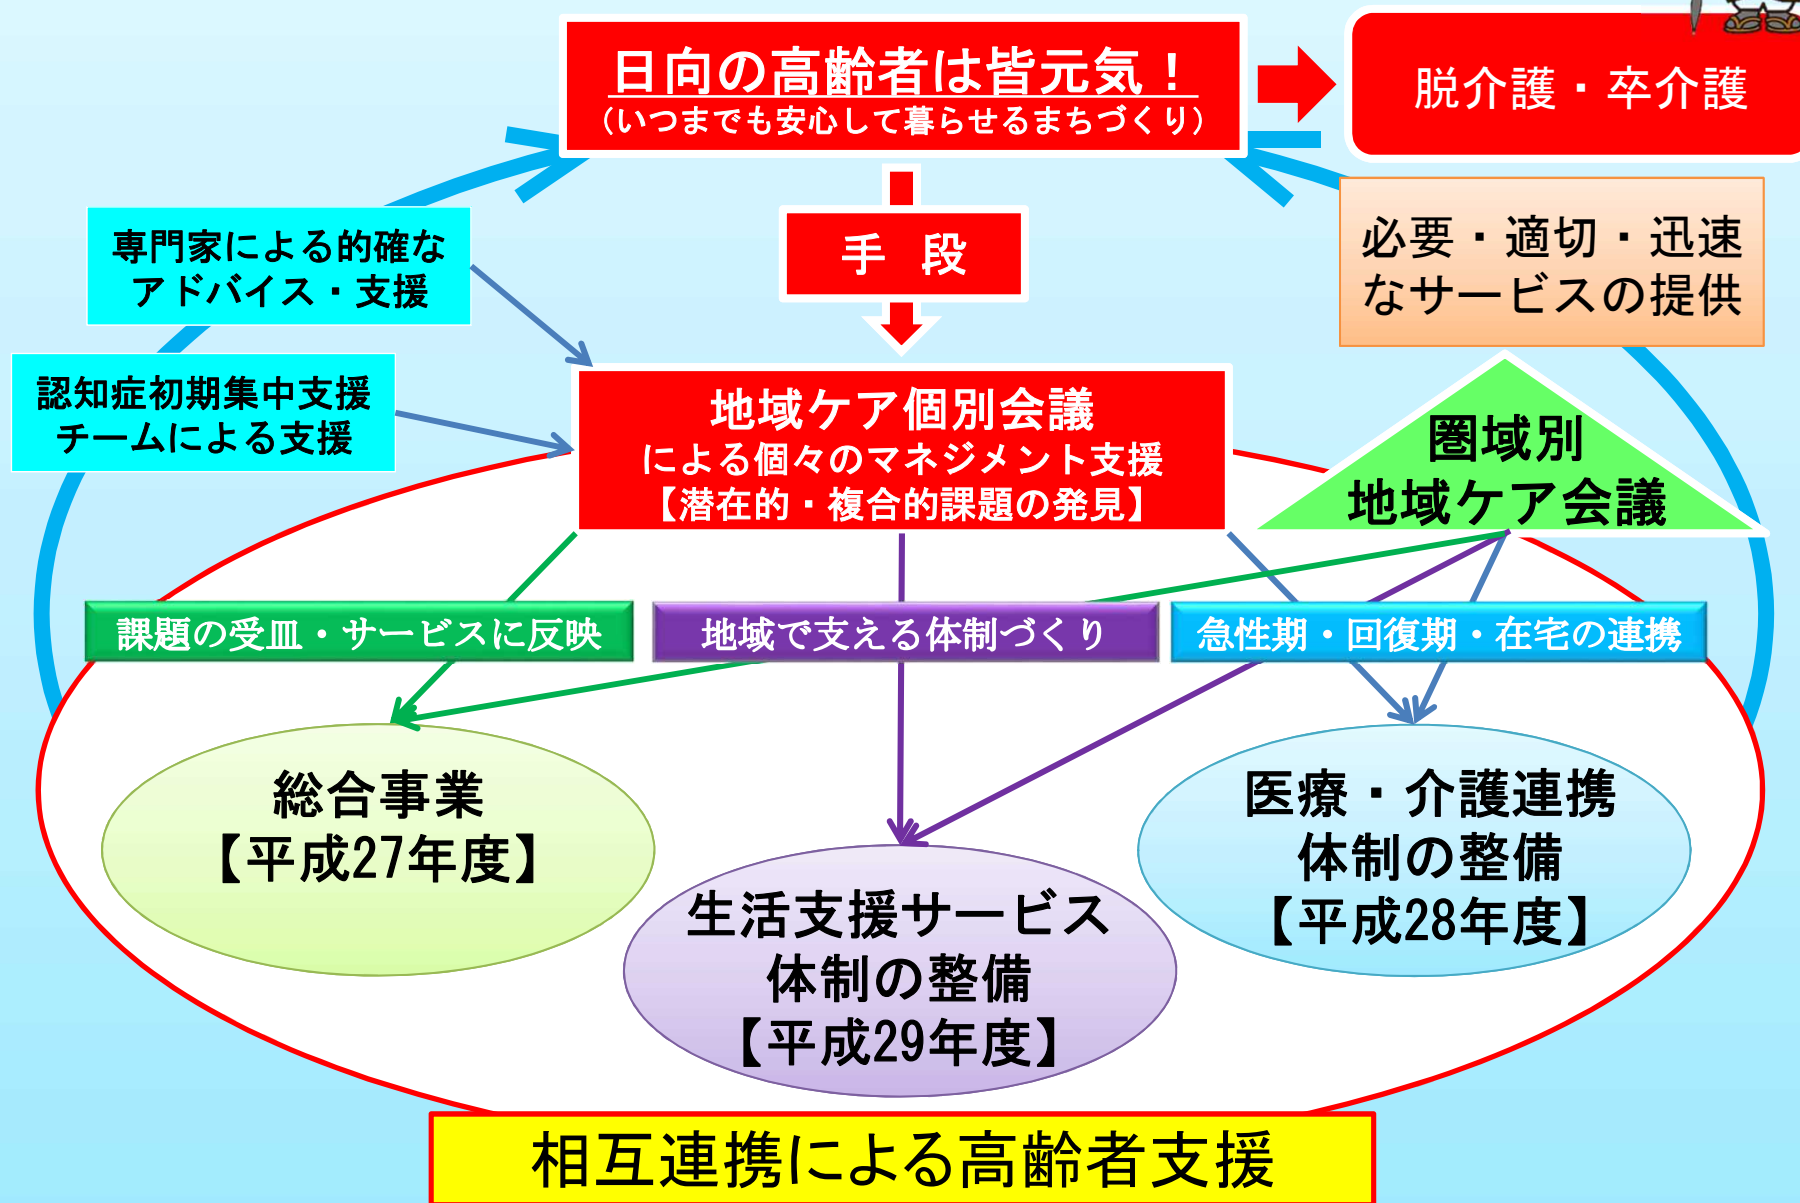 日向の高齢者は皆元気！
（いつまでも安心して暮らせるまちづくり）
脱介護・卒介護
手　段
専門家による的確な
アドバイス・支援
必要・適切・迅速
なサービスの提供
認知症初期集中支援
チームによる支援
地域ケア個別会議
による個々のマネジメント支援
【潜在的・複合的課題の発見】
圏域別
地域ケア会議
課題の受皿・サービスに反映
地域で支える体制づくり
急性期・回復期・在宅の連携
総合事業
【平成27年度】
生活支援サービス
体制の整備
【平成29年度】
医療・介護連携
体制の整備
【平成28年度】
相互連携による高齢者支援